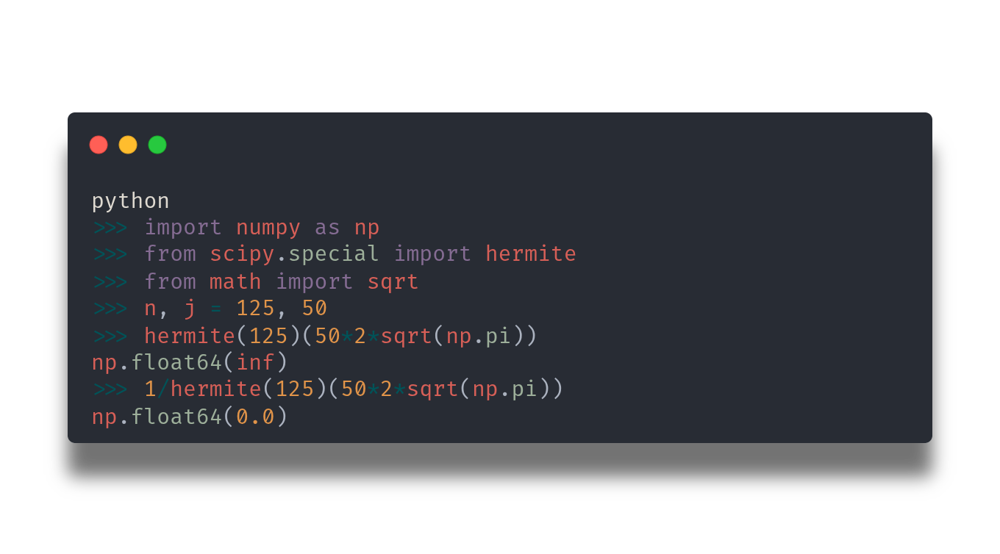 python
>>> import numpy as np
>>> from scipy.special import hermite
>>> from math import sqrt
>>> n, j = 125, 50
>>> hermite(125)(50*2*sqrt(np.pi))
np.float64(inf)
>>> 1/hermite(125)(50*2*sqrt(np.pi))
np.float64(0.0)